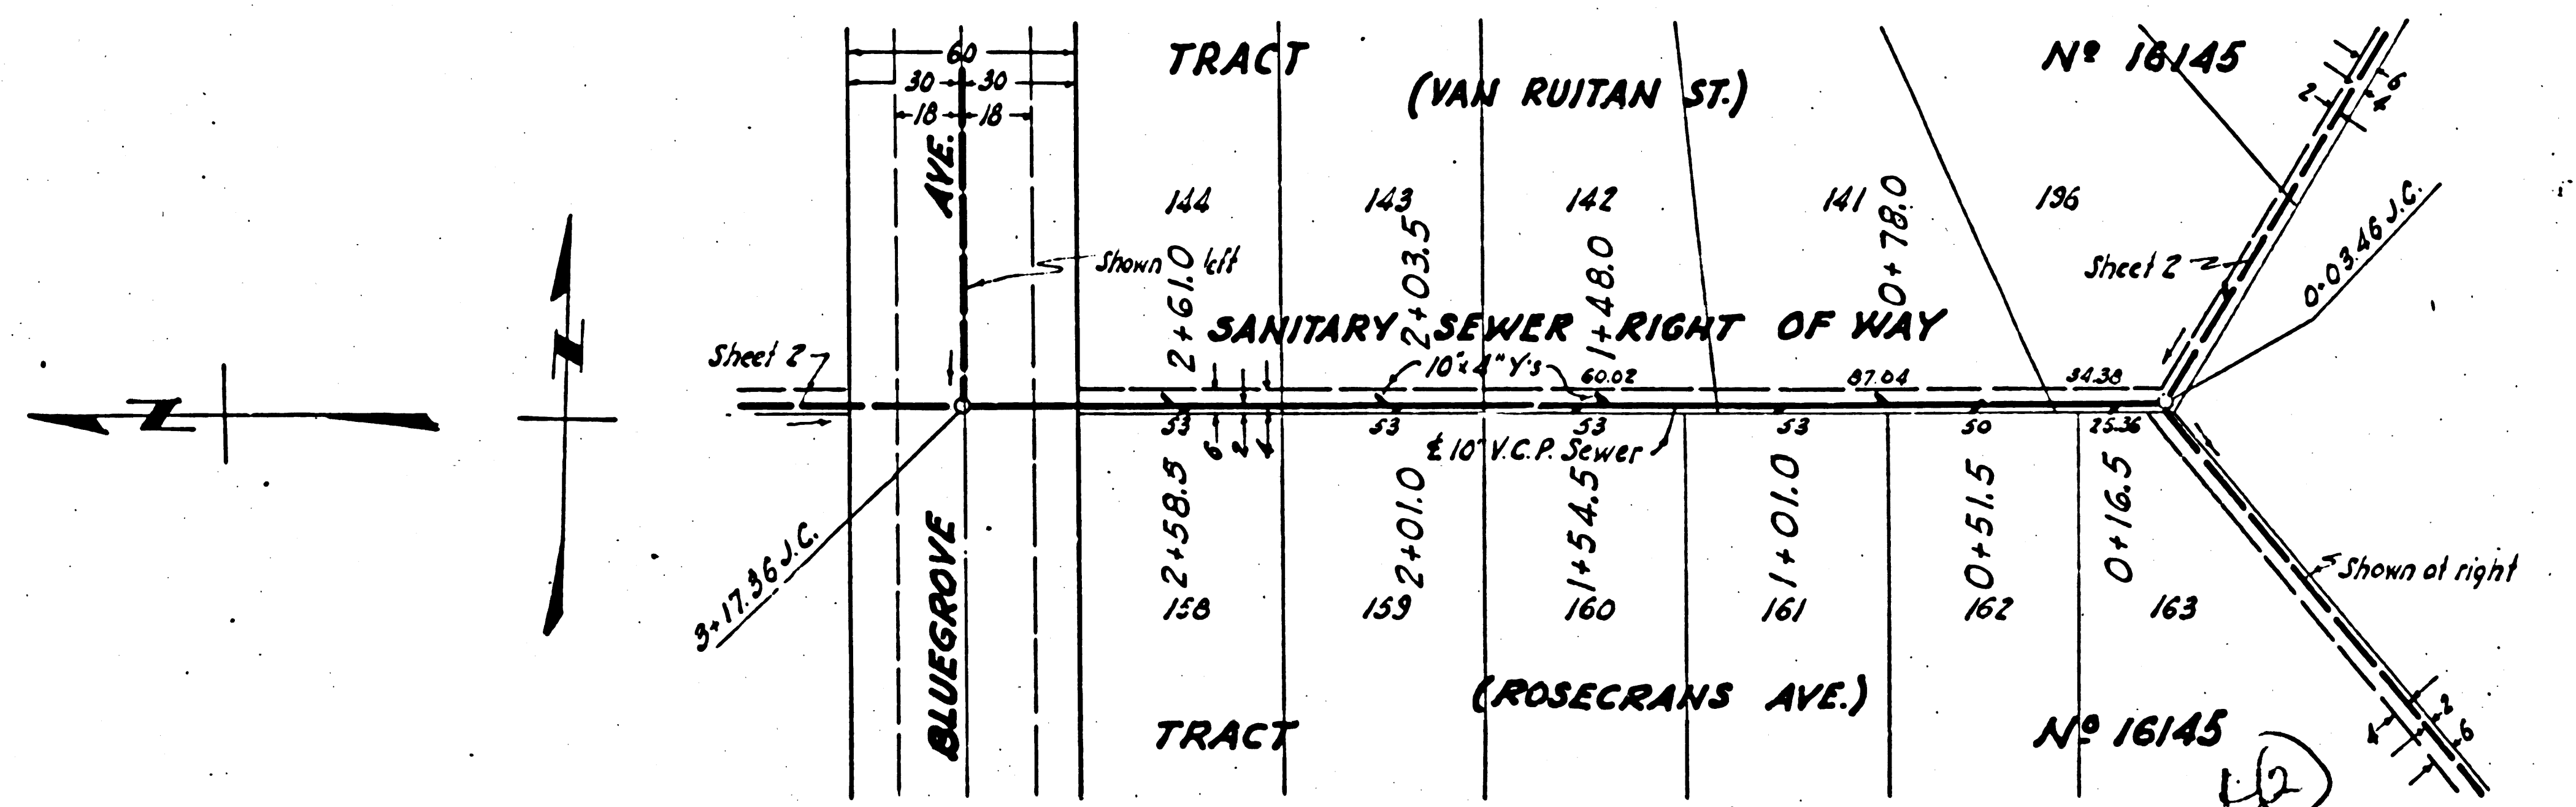 60
30 30
18 18
TRACT
Nº 16145
(VAN RUITAN ST.)
2
6
4
AVE.
144
143
142
141
196
2+61.0
2+03.5
1+48.0
0+78.0
Shown left
Sheet 2
0+03.46 J.C.
SANITARY SEWER RIGHT OF WAY
Sheet 2
10"x4" Y's
60.02
87.04
34.38
N
N
53
53
53
53
50
25.36
6
2
4
₵ 10" V.C.P. Sewer
3+17.36 J.C.
2+58.5
2+01.0
1+54.5
1+01.0
0+51.5
0+16.5
Shown at right
158
159
160
161
162
163
BLUEGROVE
(ROSECRANS AVE.)
TRACT
Nº 16145
4
2
6